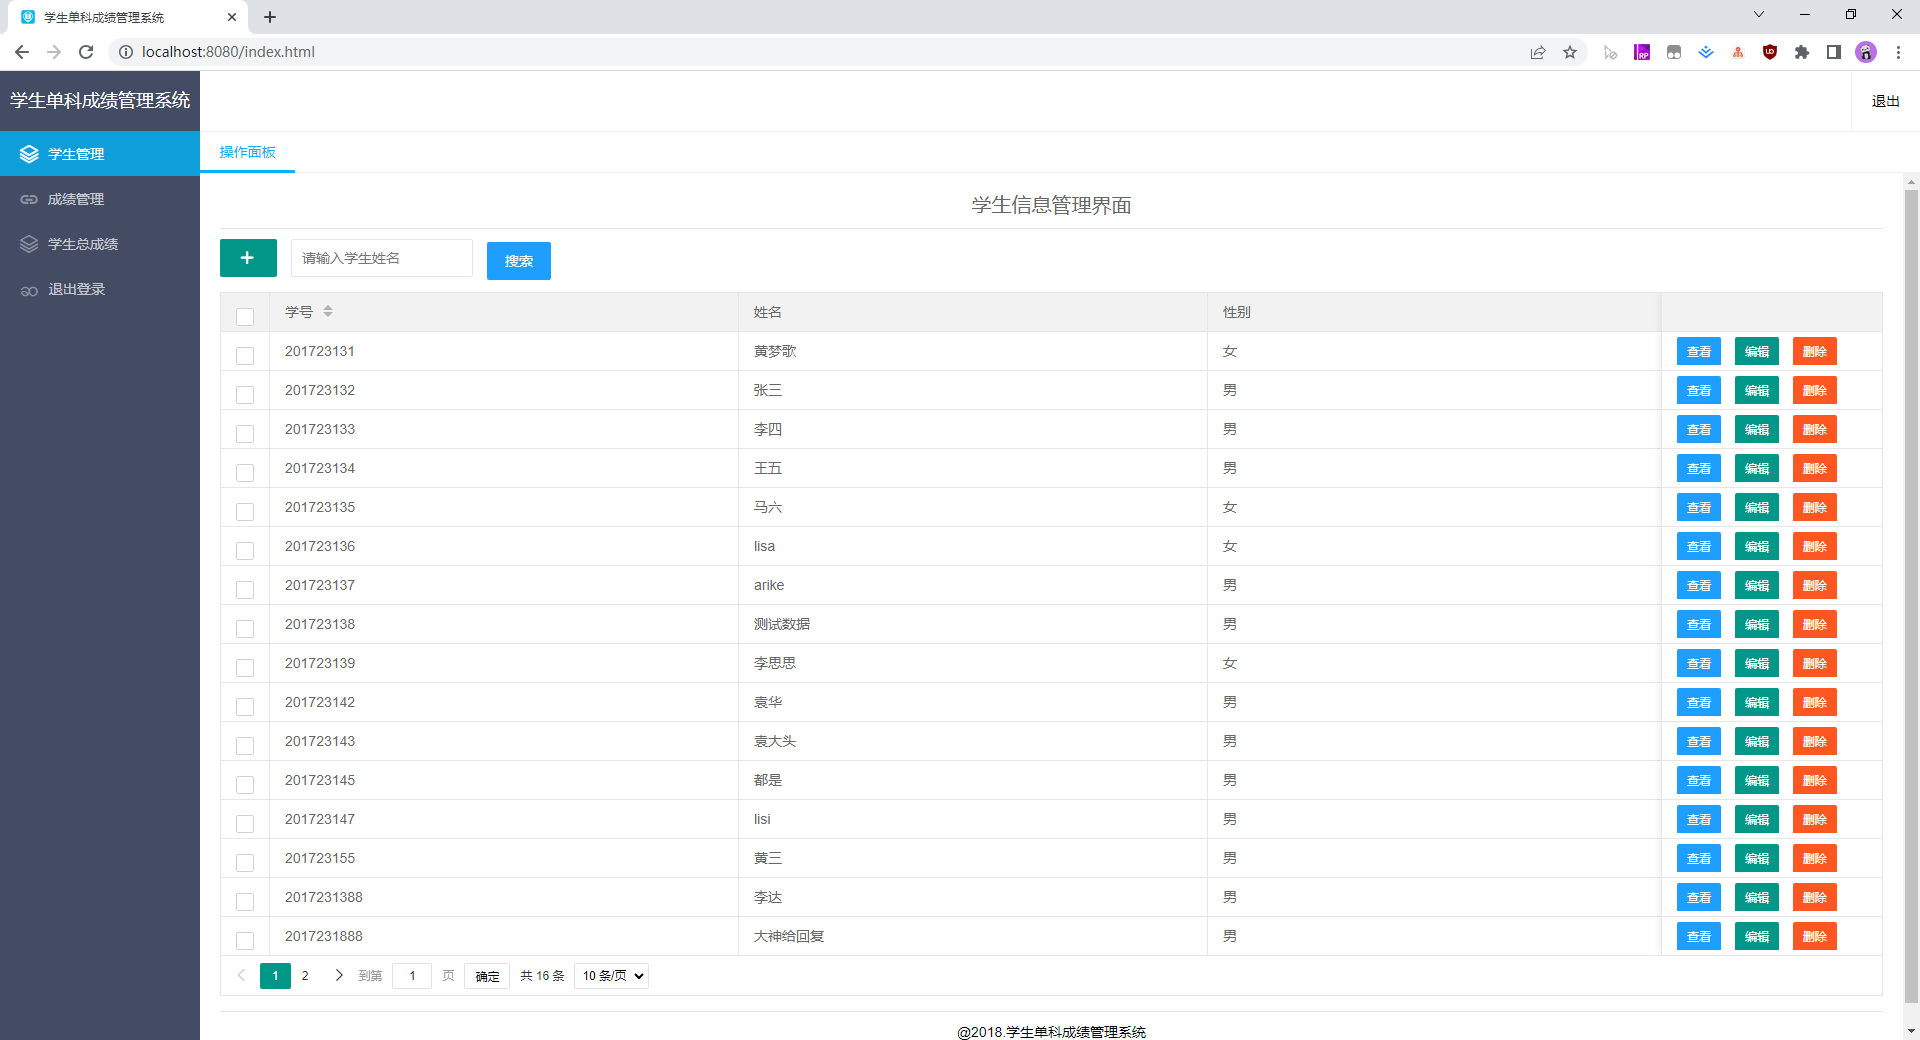 学生单科成绩管理系统
localhost:8080/index.html
学生单科成绩管理系统
退出
学生管理
成绩管理
学生总成绩
退出登录
操作面板
学生信息管理界面
+ 请输入学生姓名 搜索
学号 姓名 性别
201723131 黄梦歌 女 查看 编辑 删除
201723132 张三 男 查看 编辑 删除
201723133 李四 男 查看 编辑 删除
201723134 王五 男 查看 编辑 删除
201723135 马六 女 查看 编辑 删除
201723136 lisa 女 查看 编辑 删除
201723137 arike 男 查看 编辑 删除
201723138 测试数据 男 查看 编辑 删除
201723139 李思思 女 查看 编辑 删除
201723142 袁华 男 查看 编辑 删除
201723143 袁大头 男 查看 编辑 删除
201723145 都是 男 查看 编辑 删除
201723147 lisi 男 查看 编辑 删除
201723155 黄三 男 查看 编辑 删除
2017231388 李达 男 查看 编辑 删除
2017231888 大神给回复 男 查看 编辑 删除
1 2 到第 1 页 确定 共 16 条 10 条/页
@2018.学生单科成绩管理系统